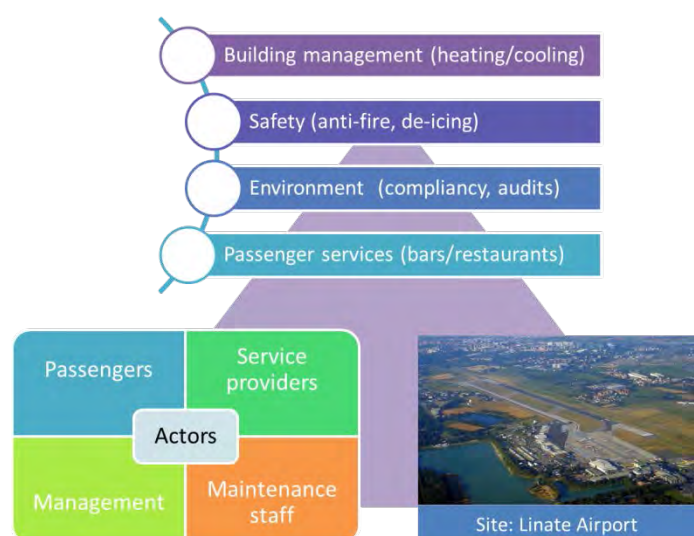 Building management (heating/cooling)
Safety (anti-fire, de-icing)
Environment (compliancy, audits)
Passenger services (bars/restaurants)
Passengers
Service
providers
Actors
Management
Maintenance
staff
Site: Linate Airport